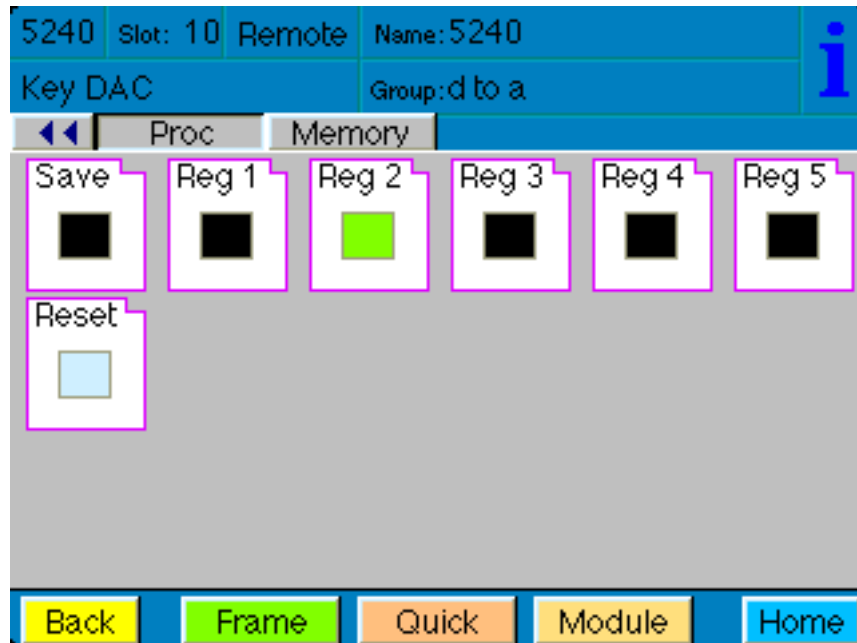 5240 Slot: 10 Remote Name: 5240
Key DAC Group: d to a
i
Proc Memory
Save Reg 1 Reg 2 Reg 3 Reg 4 Reg 5
Reset
Back Frame Quick Module Home